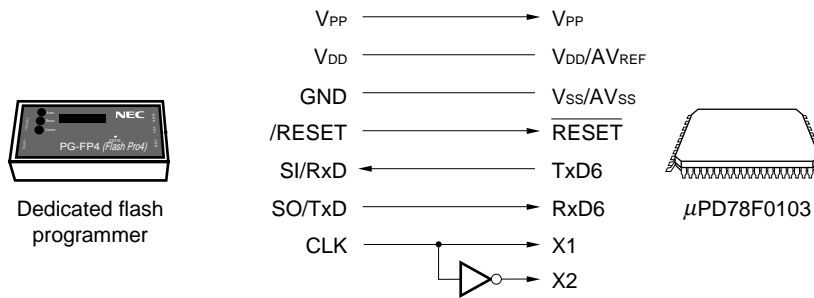 VPP VPP
VDD VDD/AVREF
GND VSS/AVSS
/RESET RESET
SI/RxD TxD6
SO/TxD RxD6
CLK X1
X2
NEC
PG-FP4 (Flash Pro4)
Dedicated flash
programmer
μPD78F0103